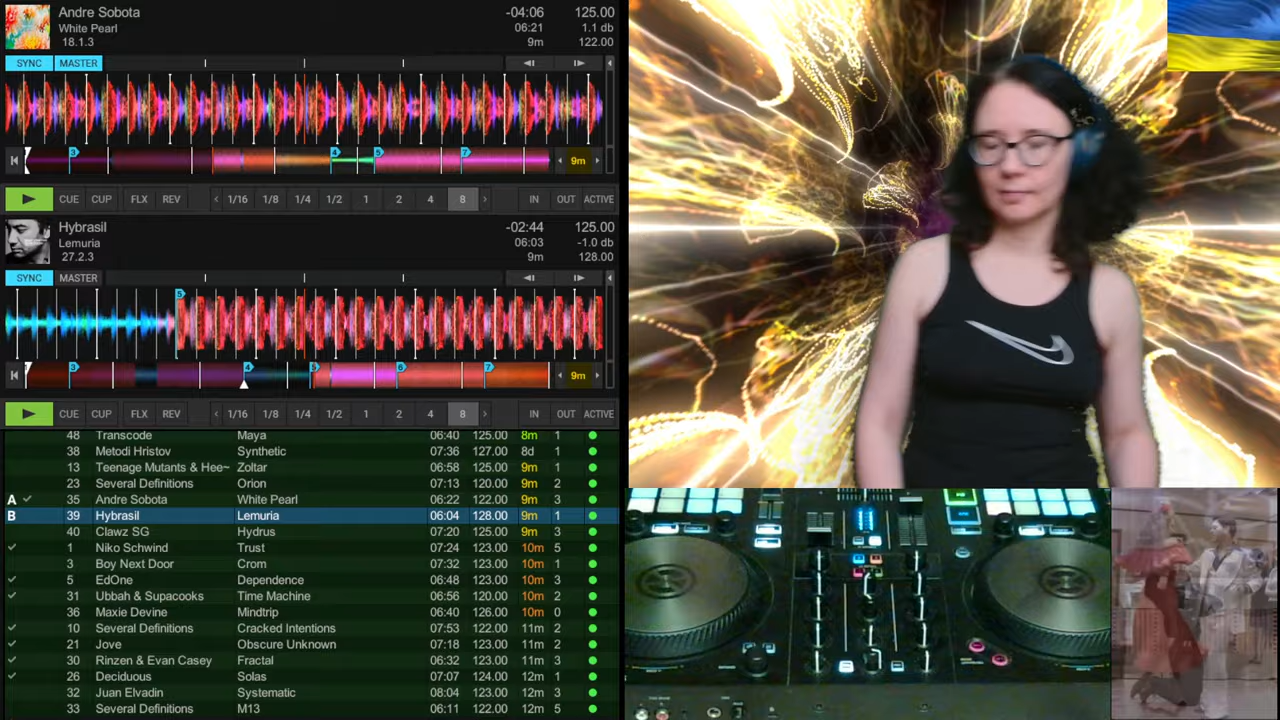 Andre Sobota -04:06 125.00
White Pearl 06:21 1.1 db
18.1.3 9m 122.00
SYNC MASTER
3 4 5 7 9m
CUE CUP FLX REV 1/16 1/8 1/4 1/2 1 2 4 8 IN OUT ACTIVE
Hybrasil -02:44 125.00
Lemuria 06:03 -1.0 db
27.2.3 9m 128.00
SYNC MASTER
5
3 4 5 6 7 9m
CUE CUP FLX REV 1/16 1/8 1/4 1/2 1 2 4 8 IN OUT ACTIVE
48 Transcode Maya 06:40 125.00 8m 1
38 Metodi Hristov Synthetic 07:36 127.00 8d 1
13 Teenage Mutants & Hee~ Zoltar 06:58 125.00 9m 1
23 Several Definitions Orion 07:13 120.00 9m 2
A 35 Andre Sobota White Pearl 06:22 122.00 9m 3
B 39 Hybrasil Lemuria 06:04 128.00 9m 1
40 Clawz SG Hydrus 07:20 125.00 9m 3
1 Niko Schwind Trust 07:24 123.00 10m 5
3 Boy Next Door Crom 07:32 123.00 10m 1
5 EdOne Dependence 06:48 123.00 10m 3
31 Ubbah & Supacooks Time Machine 06:56 120.00 10m 2
36 Maxie Devine Mindtrip 06:40 126.00 10m 0
10 Several Definitions Cracked Intentions 07:53 122.00 11m 2
21 Jove Obscure Unknown 07:18 123.00 11m 2
30 Rinzen & Evan Casey Fractal 06:32 123.00 11m 3
26 Deciduous Solas 07:07 124.00 12m 1
32 Juan Elvadin Systematic 08:04 123.00 12m 3
33 Several Definitions M13 06:11 122.00 12m 5